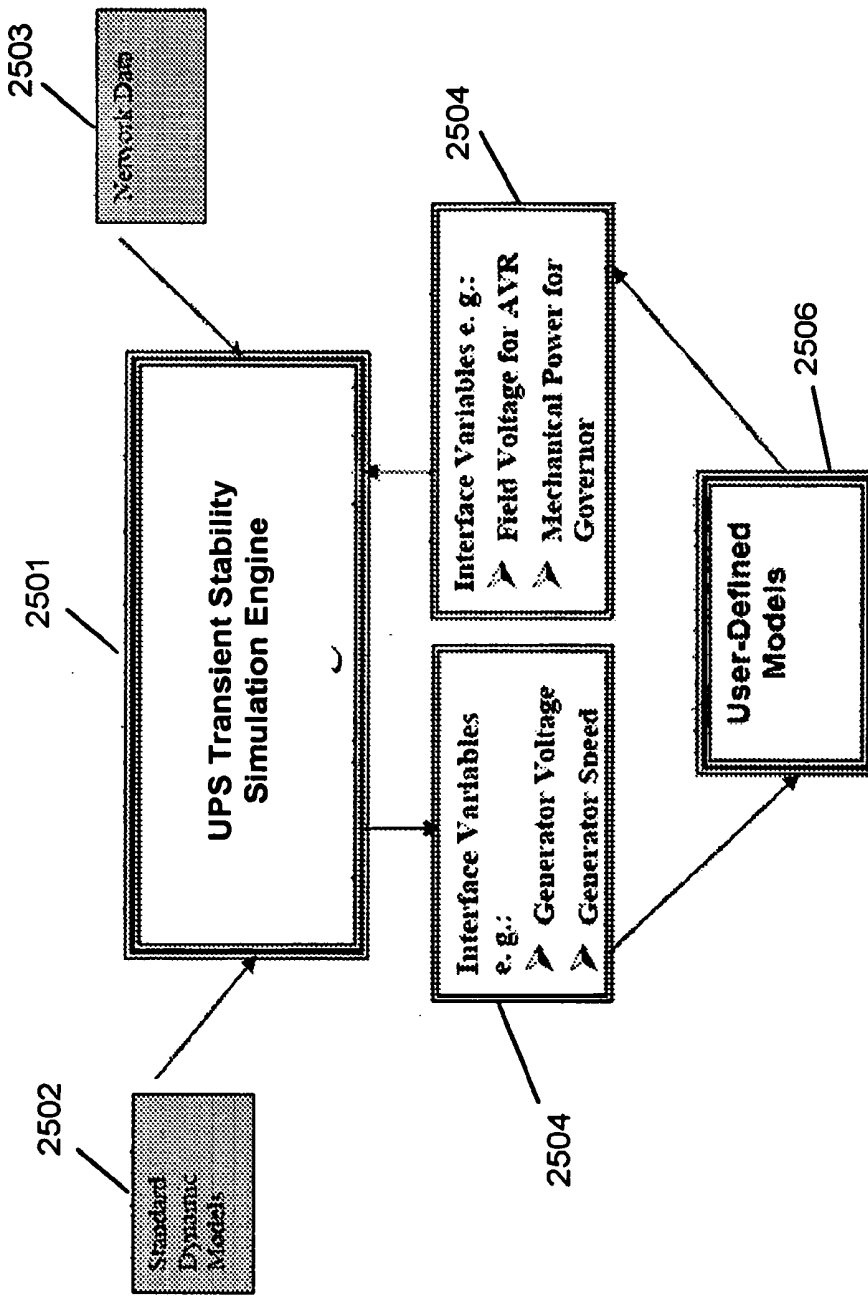 2501
2502
Standard
Dynamic
Models
2503
Network Data
UPS Transient Stability
Simulation Engine
2504
Interface Variables
e. g.:
➢ Generator Voltage
➢ Generator Speed
2504
Interface Variables e. g.:
➢ Field Voltage for AVR
➢ Mechanical Power for
Governor
User-Defined
Models
2506